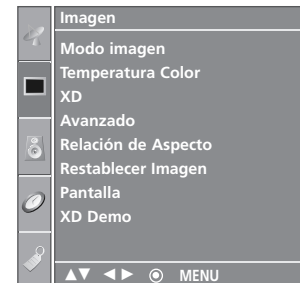 Imagen
Modo imagen
Temperatura Color
XD
Avanzado
Relación de Aspecto
Restablecer Imagen
Pantalla
XD Demo
MENU